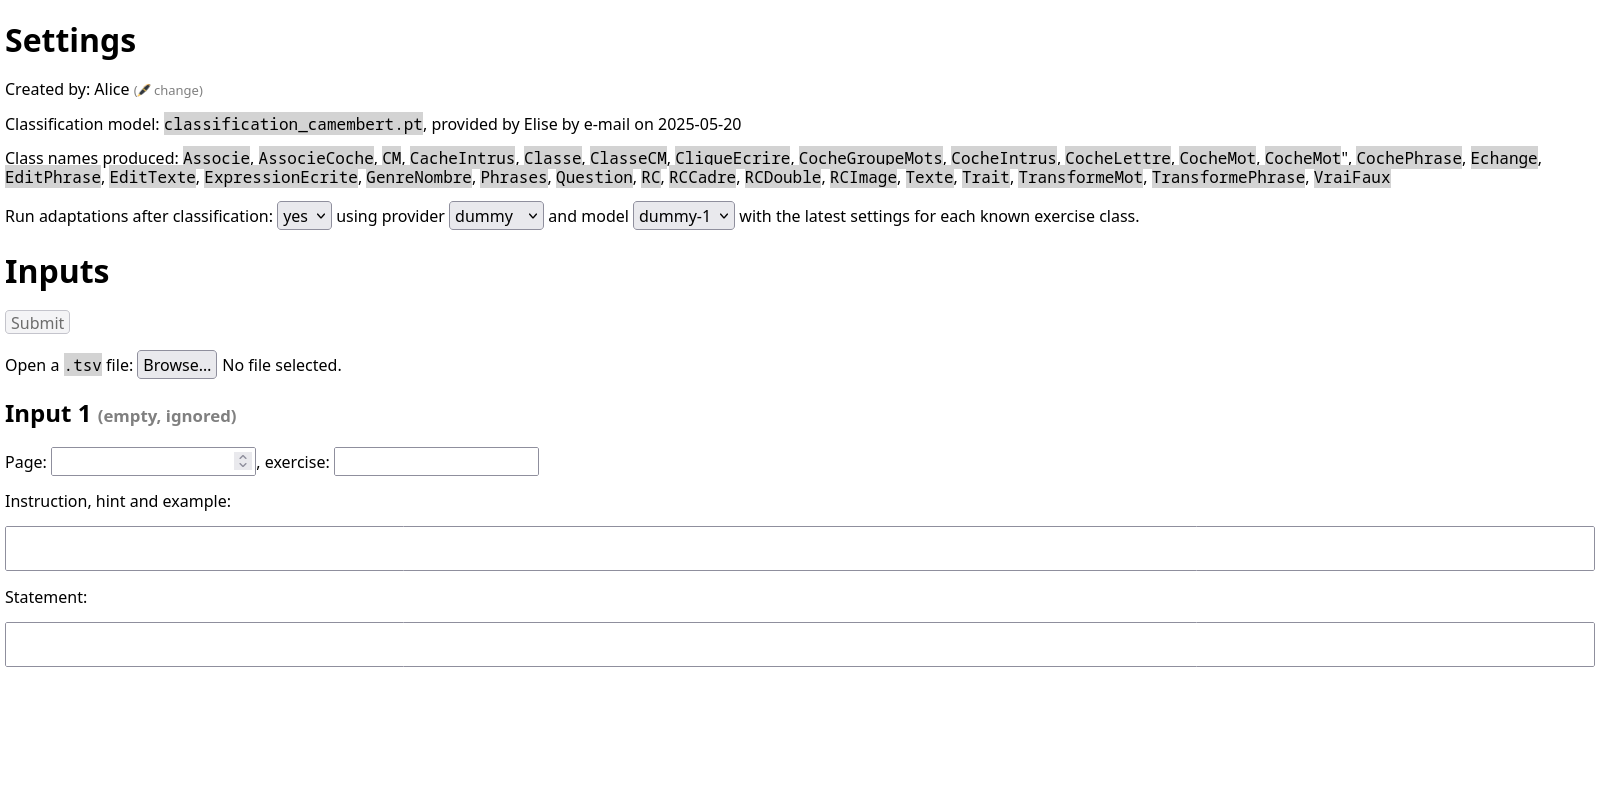 Settings
Created by: Alice (🖋 change)
Classification model: classification_camembert.pt, provided by Elise by e-mail on 2025-05-20
Class names produced: Associe, AssocieCoche, CM, CacheIntrus, Classe, ClasseCM, CliqueEcrire, CocheGroupeMots, CocheIntrus, CocheLettre, CocheMot, CocheMot", CochePhrase, Echange,
EditPhrase, EditTexte, ExpressionEcrite, GenreNombre, Phrases, Question, RC, RCCadre, RCDouble, RCImage, Texte, Trait, TransformeMot, TransformePhrase, VraiFaux
Run adaptations after classification: yes using provider dummy and model dummy-1 with the latest settings for each known exercise class.
Inputs
Submit
Open a .tsv file: Browse... No file selected.
Input 1 (empty, ignored)
Page: , exercise:
Instruction, hint and example:
Statement: